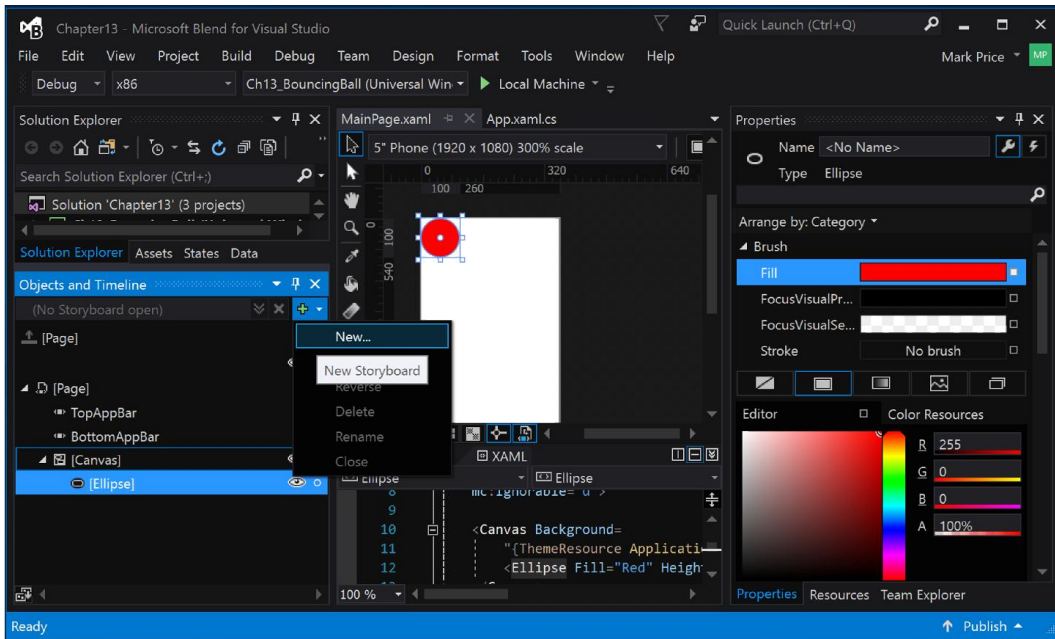 Chapter13 - Microsoft Blend for Visual Studio
Quick Launch (Ctrl+Q)
File Edit View Project Build Debug Team Design Format Tools Window Help
Mark Price MP
Debug x86 Ch13_BouncingBall (Universal Win Local Machine
Solution Explorer
Search Solution Explorer (Ctrl+;)
Solution 'Chapter13' (3 projects)
Solution Explorer Assets States Data
Objects and Timeline
(No Storyboard open)
[Page]
[Page]
TopAppBar
BottomAppBar
[Canvas]
[Ellipse]
New...
New Storyboard
Reverse
Delete
Rename
Close
MainPage.xaml App.xaml.cs
5" Phone (1920 x 1080) 300% scale
0 320 640
100 260
0
100
540
XAML
Ellipse Ellipse
8 mc:Ignorable="d">
9
10 <Canvas Background=
11 "{ThemeResource Applicati
12 <Ellipse Fill="Red" Heigh
100 %
Properties
Name <No Name>
Type Ellipse
Arrange by: Category
Brush
Fill
FocusVisualPr...
FocusVisualSe...
Stroke No brush
Editor Color Resources
R 255
G 0
B 0
A 100%
Properties Resources Team Explorer
Ready
Publish